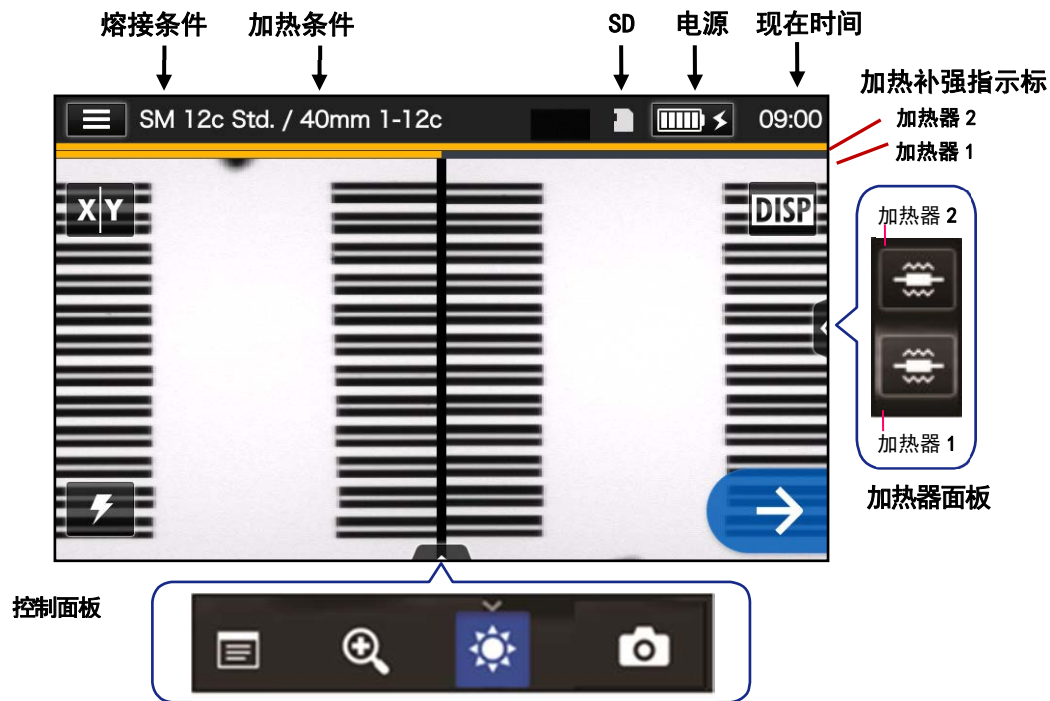 熔接条件 加热条件 SD 电源 现在时间
加热补强指示标
SM 12c Std. / 40mm 1-12c 09:00
加热器 2
加热器 1
X|Y
DISP
加热器 2
加热器 1
加热器面板
控制面板